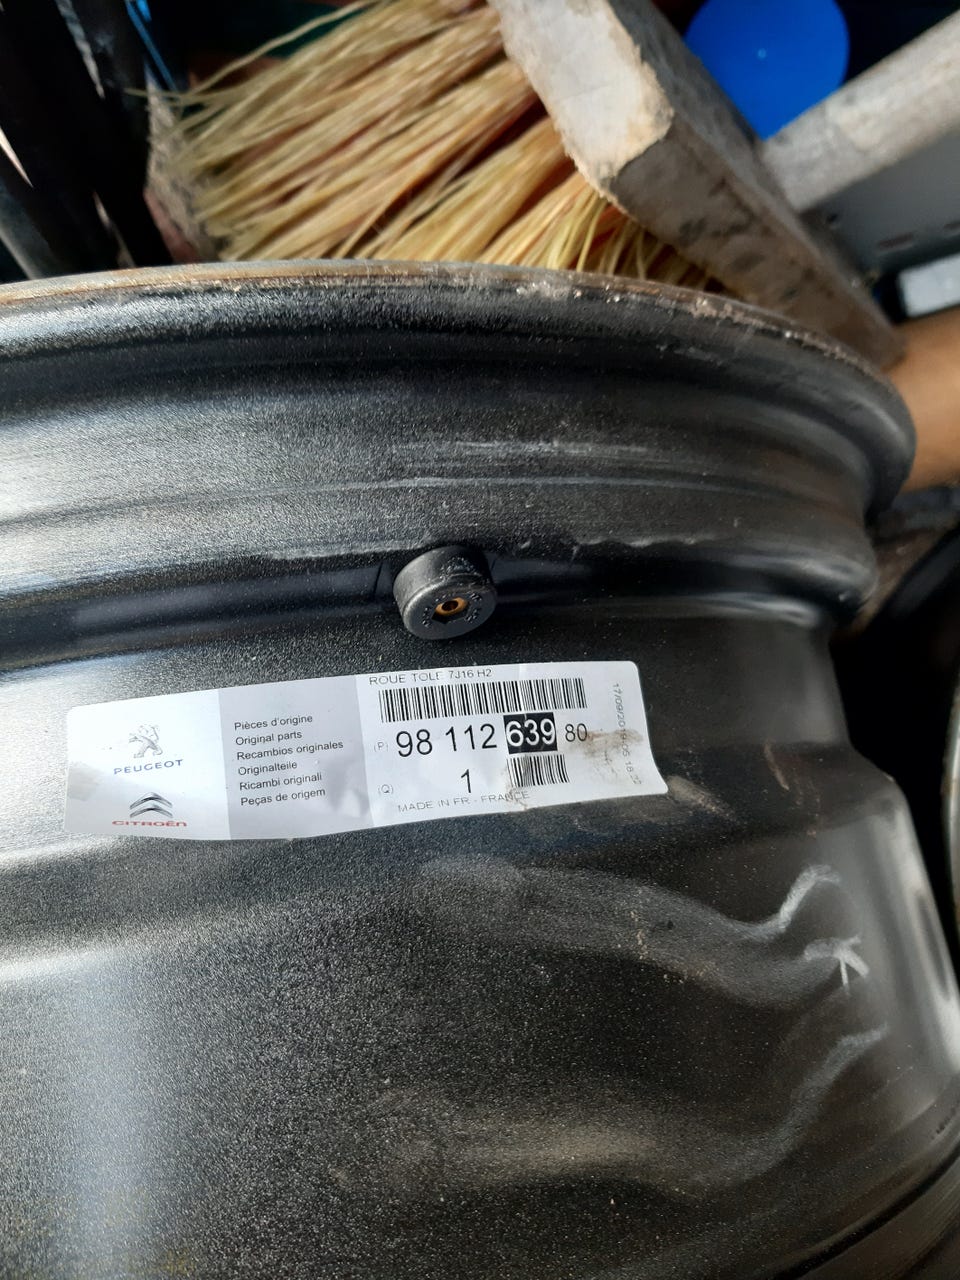 ROUE TOLE 7J16 H2
PEUGEOT
CITROËN
Pièces d'origine
Original parts
Recambios originales
Originalteile
Ricambi originali
Peças de origem
(P) 98 112 639 80
(Q) 1
MADE IN FR - FRANCE
K